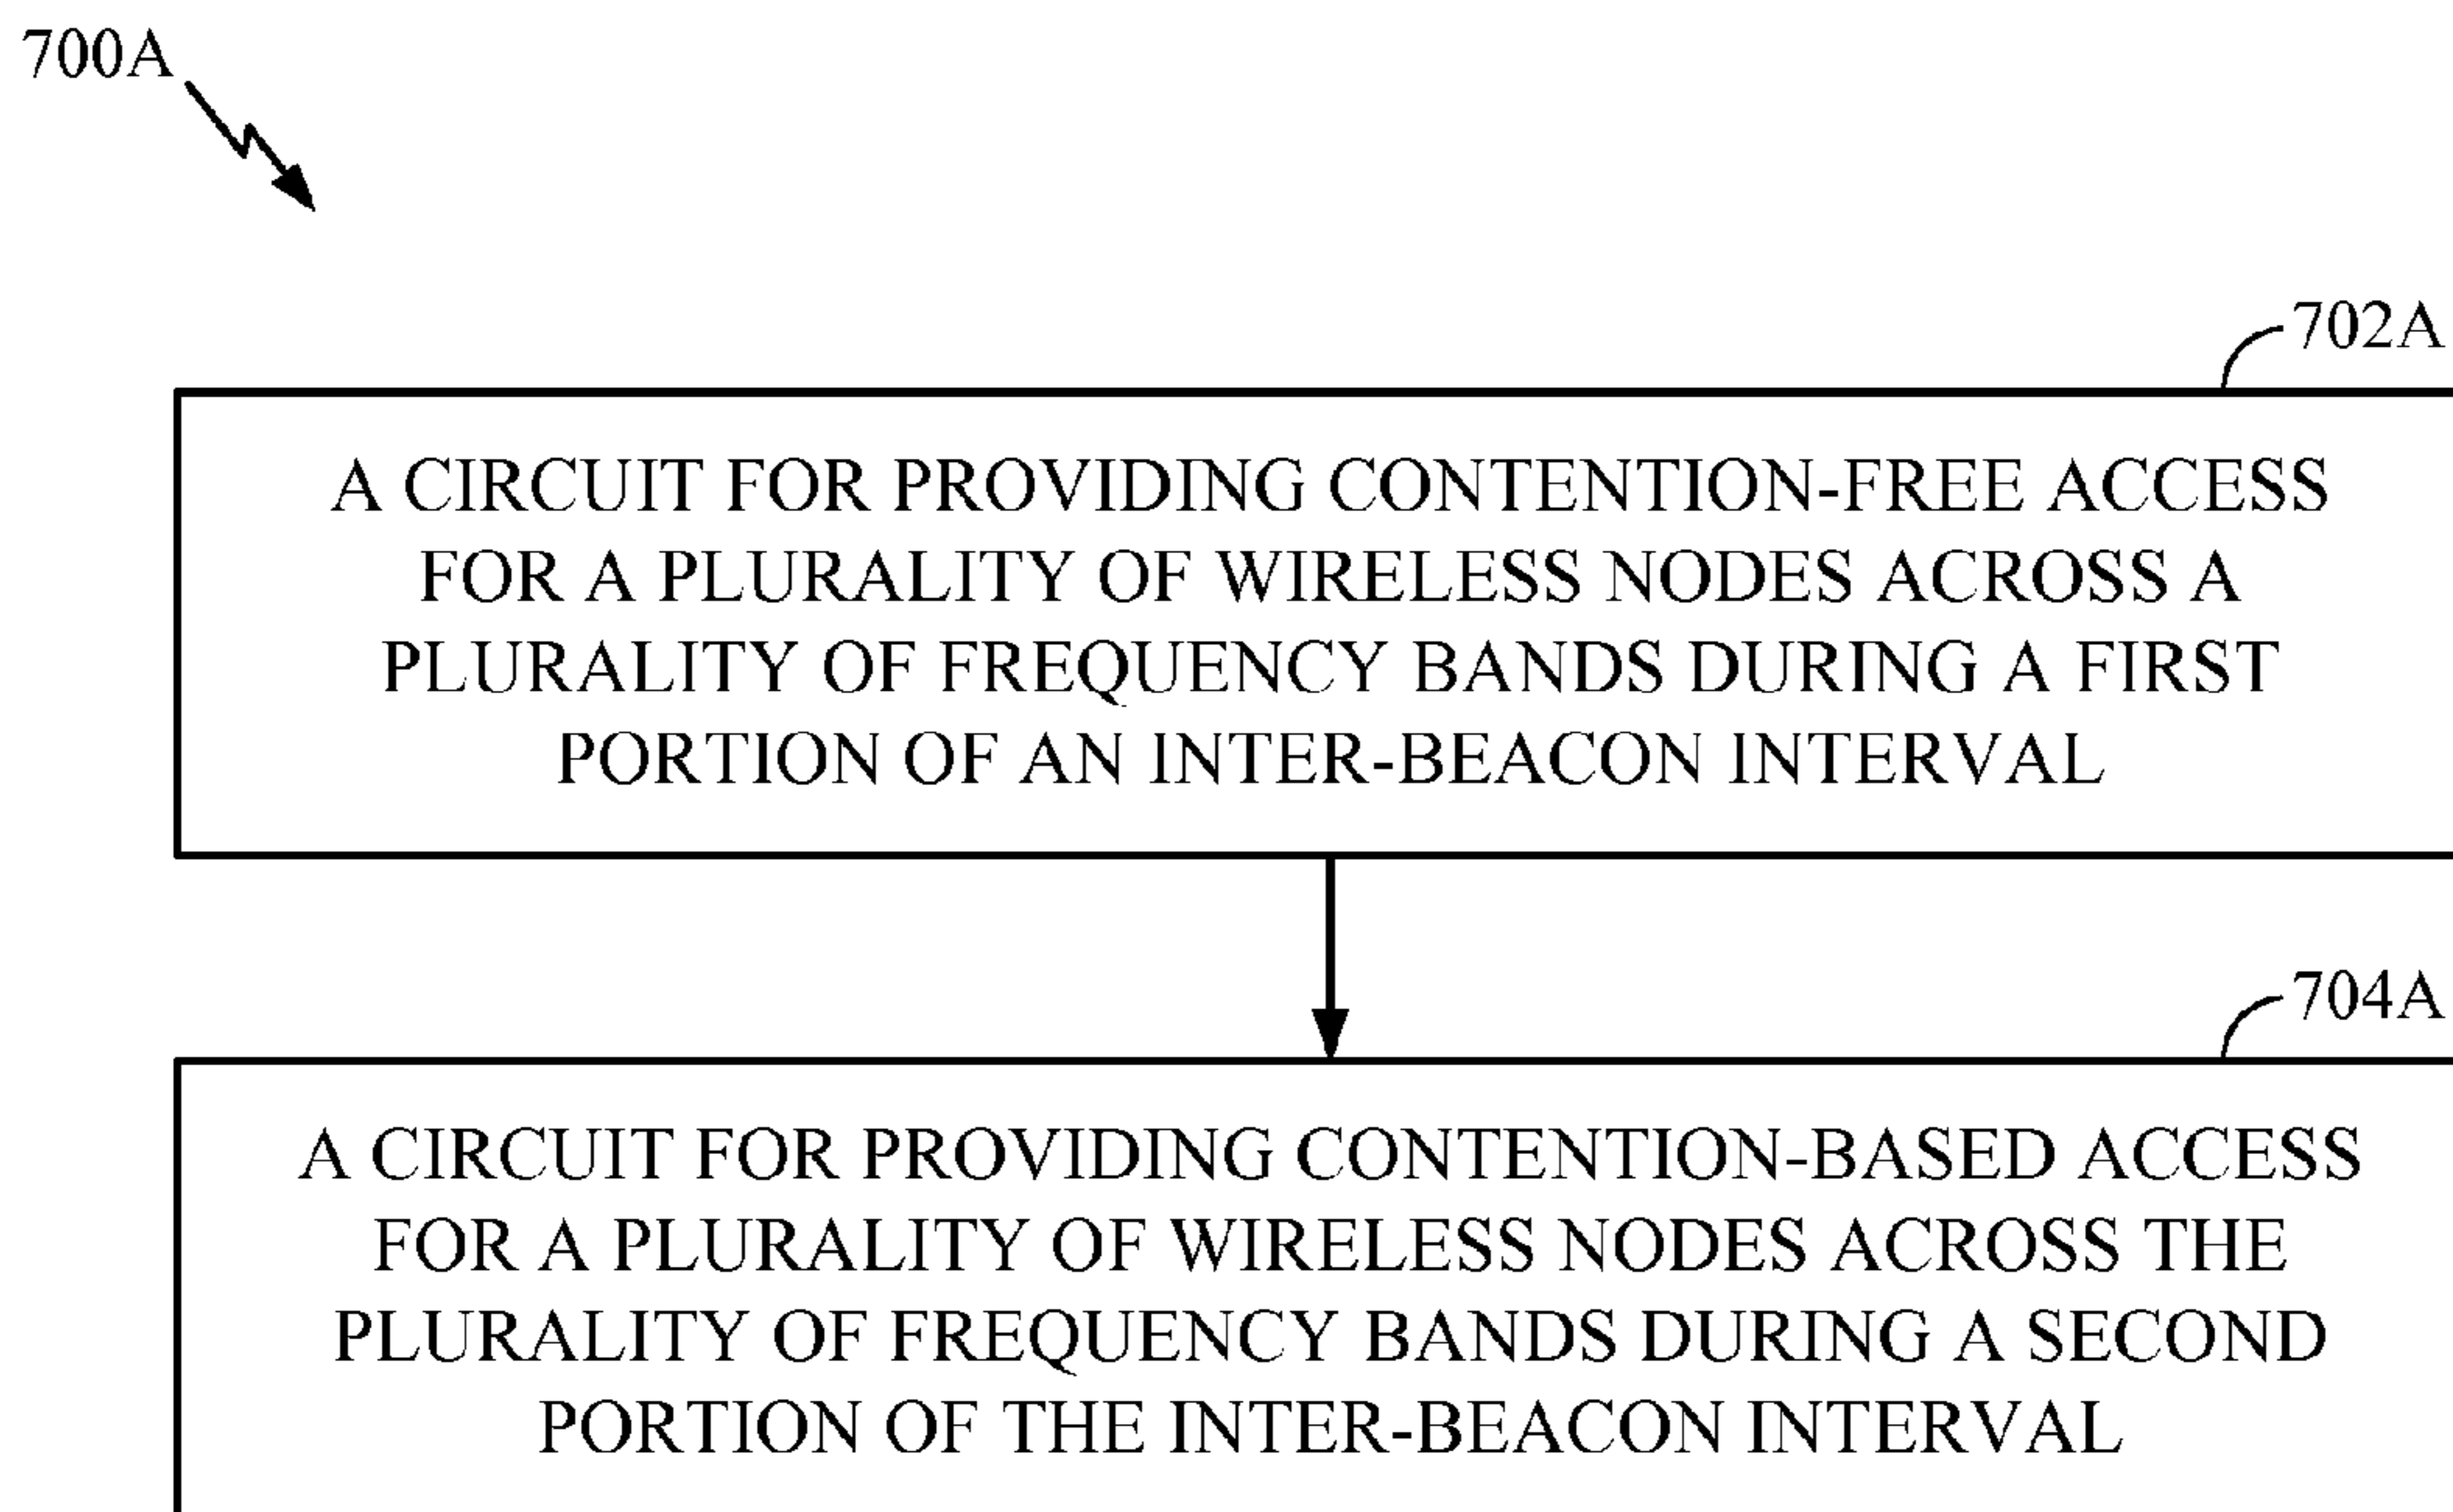 700A
702A
A CIRCUIT FOR PROVIDING CONTENTION-FREE ACCESS
FOR A PLURALITY OF WIRELESS NODES ACROSS A
PLURALITY OF FREQUENCY BANDS DURING A FIRST
PORTION OF AN INTER-BEACON INTERVAL
704A
A CIRCUIT FOR PROVIDING CONTENTION-BASED ACCESS
FOR A PLURALITY OF WIRELESS NODES ACROSS THE
PLURALITY OF FREQUENCY BANDS DURING A SECOND
PORTION OF THE INTER-BEACON INTERVAL